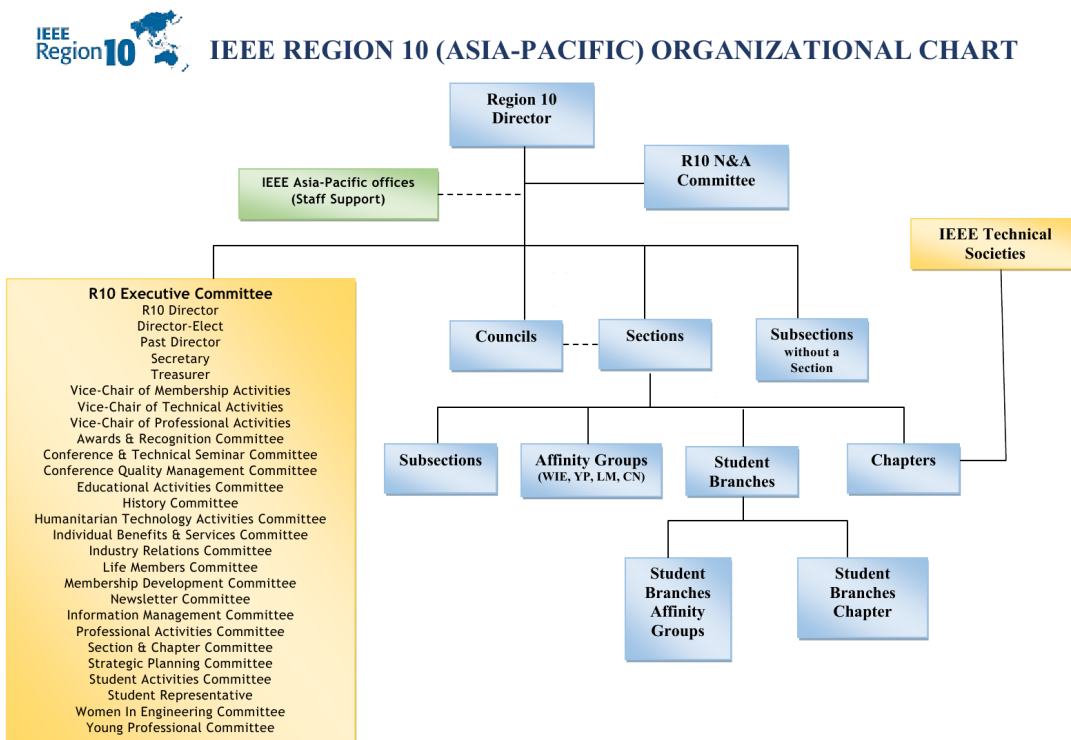 IEEE
Region 10
IEEE REGION 10 (ASIA-PACIFIC) ORGANIZATIONAL CHART
Region 10
Director
R10 N&A
Committee
IEEE Asia-Pacific offices
(Staff Support)
IEEE Technical
Societies
R10 Executive Committee
R10 Director
Director-Elect
Past Director
Secretary
Treasurer
Vice-Chair of Membership Activities
Vice-Chair of Technical Activities
Vice-Chair of Professional Activities
Awards & Recognition Committee
Conference & Technical Seminar Committee
Conference Quality Management Committee
Educational Activities Committee
History Committee
Humanitarian Technology Activities Committee
Individual Benefits & Services Committee
Industry Relations Committee
Life Members Committee
Membership Development Committee
Newsletter Committee
Information Management Committee
Professional Activities Committee
Section & Chapter Committee
Strategic Planning Committee
Student Activities Committee
Student Representative
Women In Engineering Committee
Young Professional Committee
Councils
Sections
Subsections
without a
Section
Subsections
Affinity Groups
(WIE, YP, LM, CN)
Student
Branches
Chapters
Student
Branches
Affinity
Groups
Student
Branches
Chapter